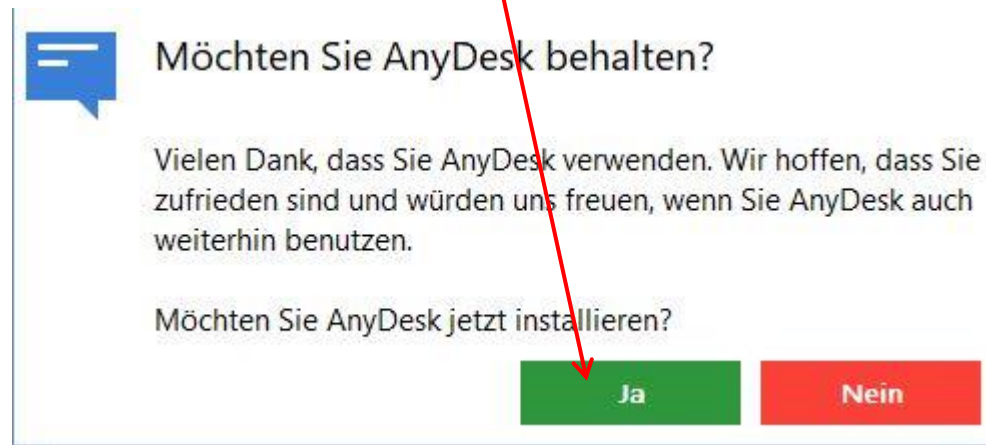 Möchten Sie AnyDesk behalten?
Vielen Dank, dass Sie AnyDesk verwenden. Wir hoffen, dass Sie
zufrieden sind und würden uns freuen, wenn Sie AnyDesk auch
weiterhin benutzen.
Möchten Sie AnyDesk jetzt installieren?
Ja Nein